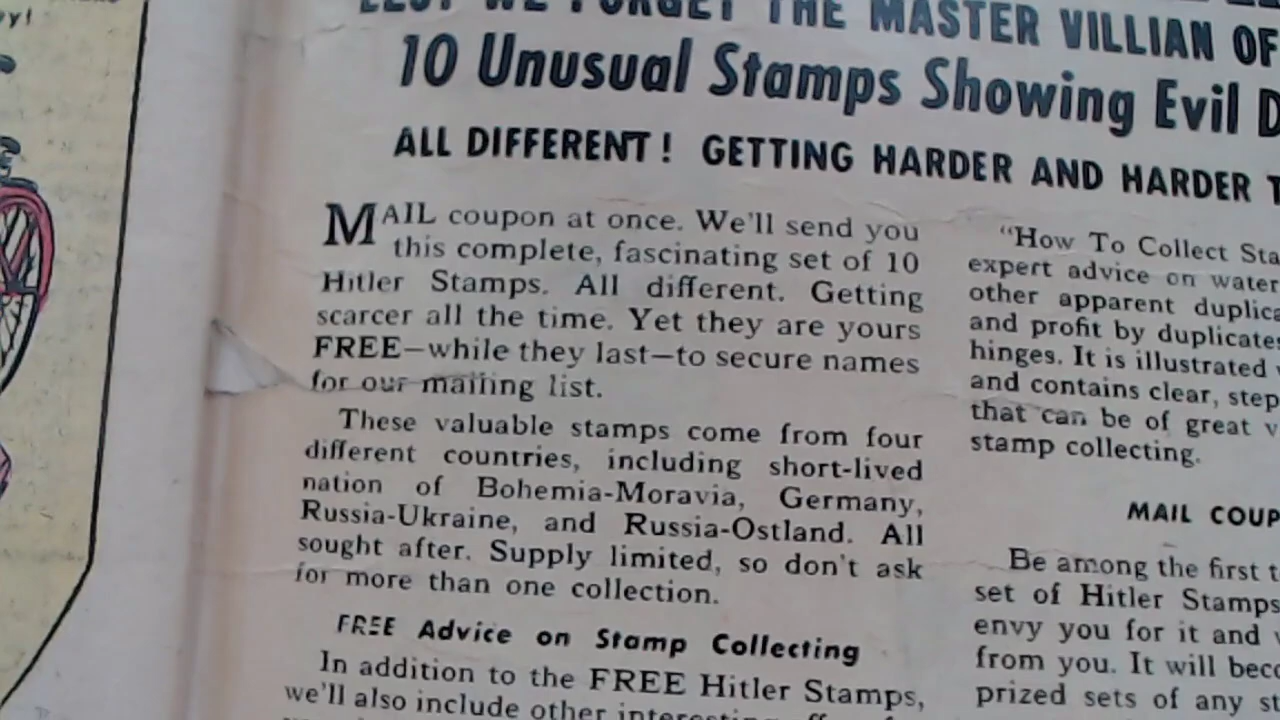 yy!
LEST WE FORGET THE MASTER VILLIAN OF
10 Unusual Stamps Showing Evil
ALL DIFFERENT! GETTING HARDER AND HARDER
MAIL coupon at once. We'll send you
this complete, fascinating set of 10
Hitler Stamps. All different. Getting
scarcer all the time. Yet they are yours
FREE—while they last—to secure names
for our mailing list.
These valuable stamps come from four
different countries, including short-lived
nation of Bohemia-Moravia, Germany,
Russia-Ukraine, and Russia-Ostland. All
sought after. Supply limited, so don't ask
for more than one collection.
FREE Advice on Stamp Collecting
In addition to the FREE Hitler Stamps,
we'll also include other interesting
"How To Collect Sta
expert advice on water
other apparent duplica
and profit by duplicates
hinges. It is illustrated
and contains clear, step
that can be of great v
stamp collecting.
MAIL COUP
Be among the first t
set of Hitler Stamps
envy you for it and
from you. It will beco
prized sets of any st